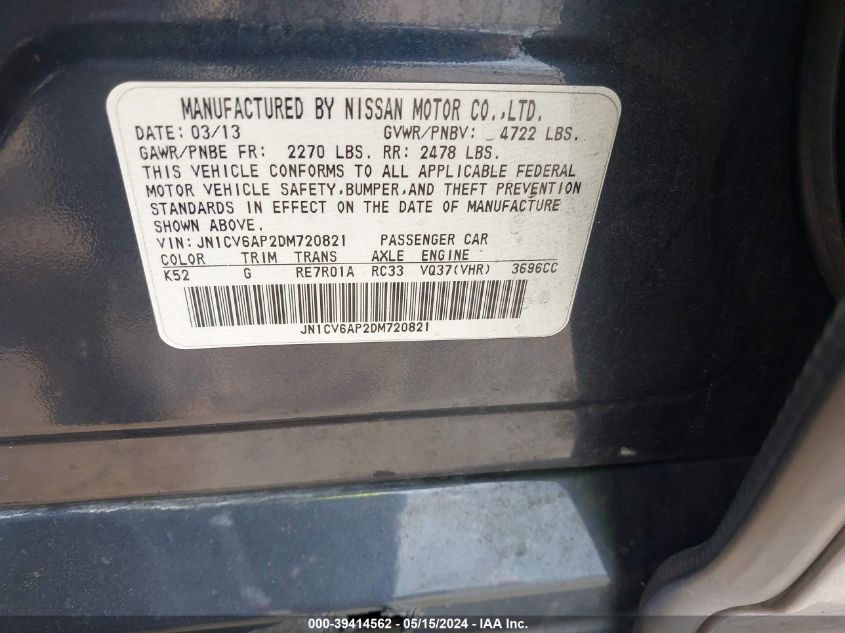 MANUFACTURED BY NISSAN MOTOR CO.,LTD.
DATE: 03/13 GVWR/PNBV: 4722 LBS.
GAWR/PNBE FR: 2270 LBS. RR: 2478 LBS.
THIS VEHICLE CONFORMS TO ALL APPLICABLE FEDERAL
MOTOR VEHICLE SAFETY,BUMPER,AND THEFT PREVENTION
STANDARDS IN EFFECT ON THE DATE OF MANUFACTURE
SHOWN ABOVE.
VIN: JN1CV6AP2DM720821 PASSENGER CAR
COLOR TRIM TRANS AXLE ENGINE
K52 G RE7R01A RC33 VQ37(VHR) 3696CC
JN1CV6AP2DM720821
000-39414562 - 05/15/2024 - IAA Inc.